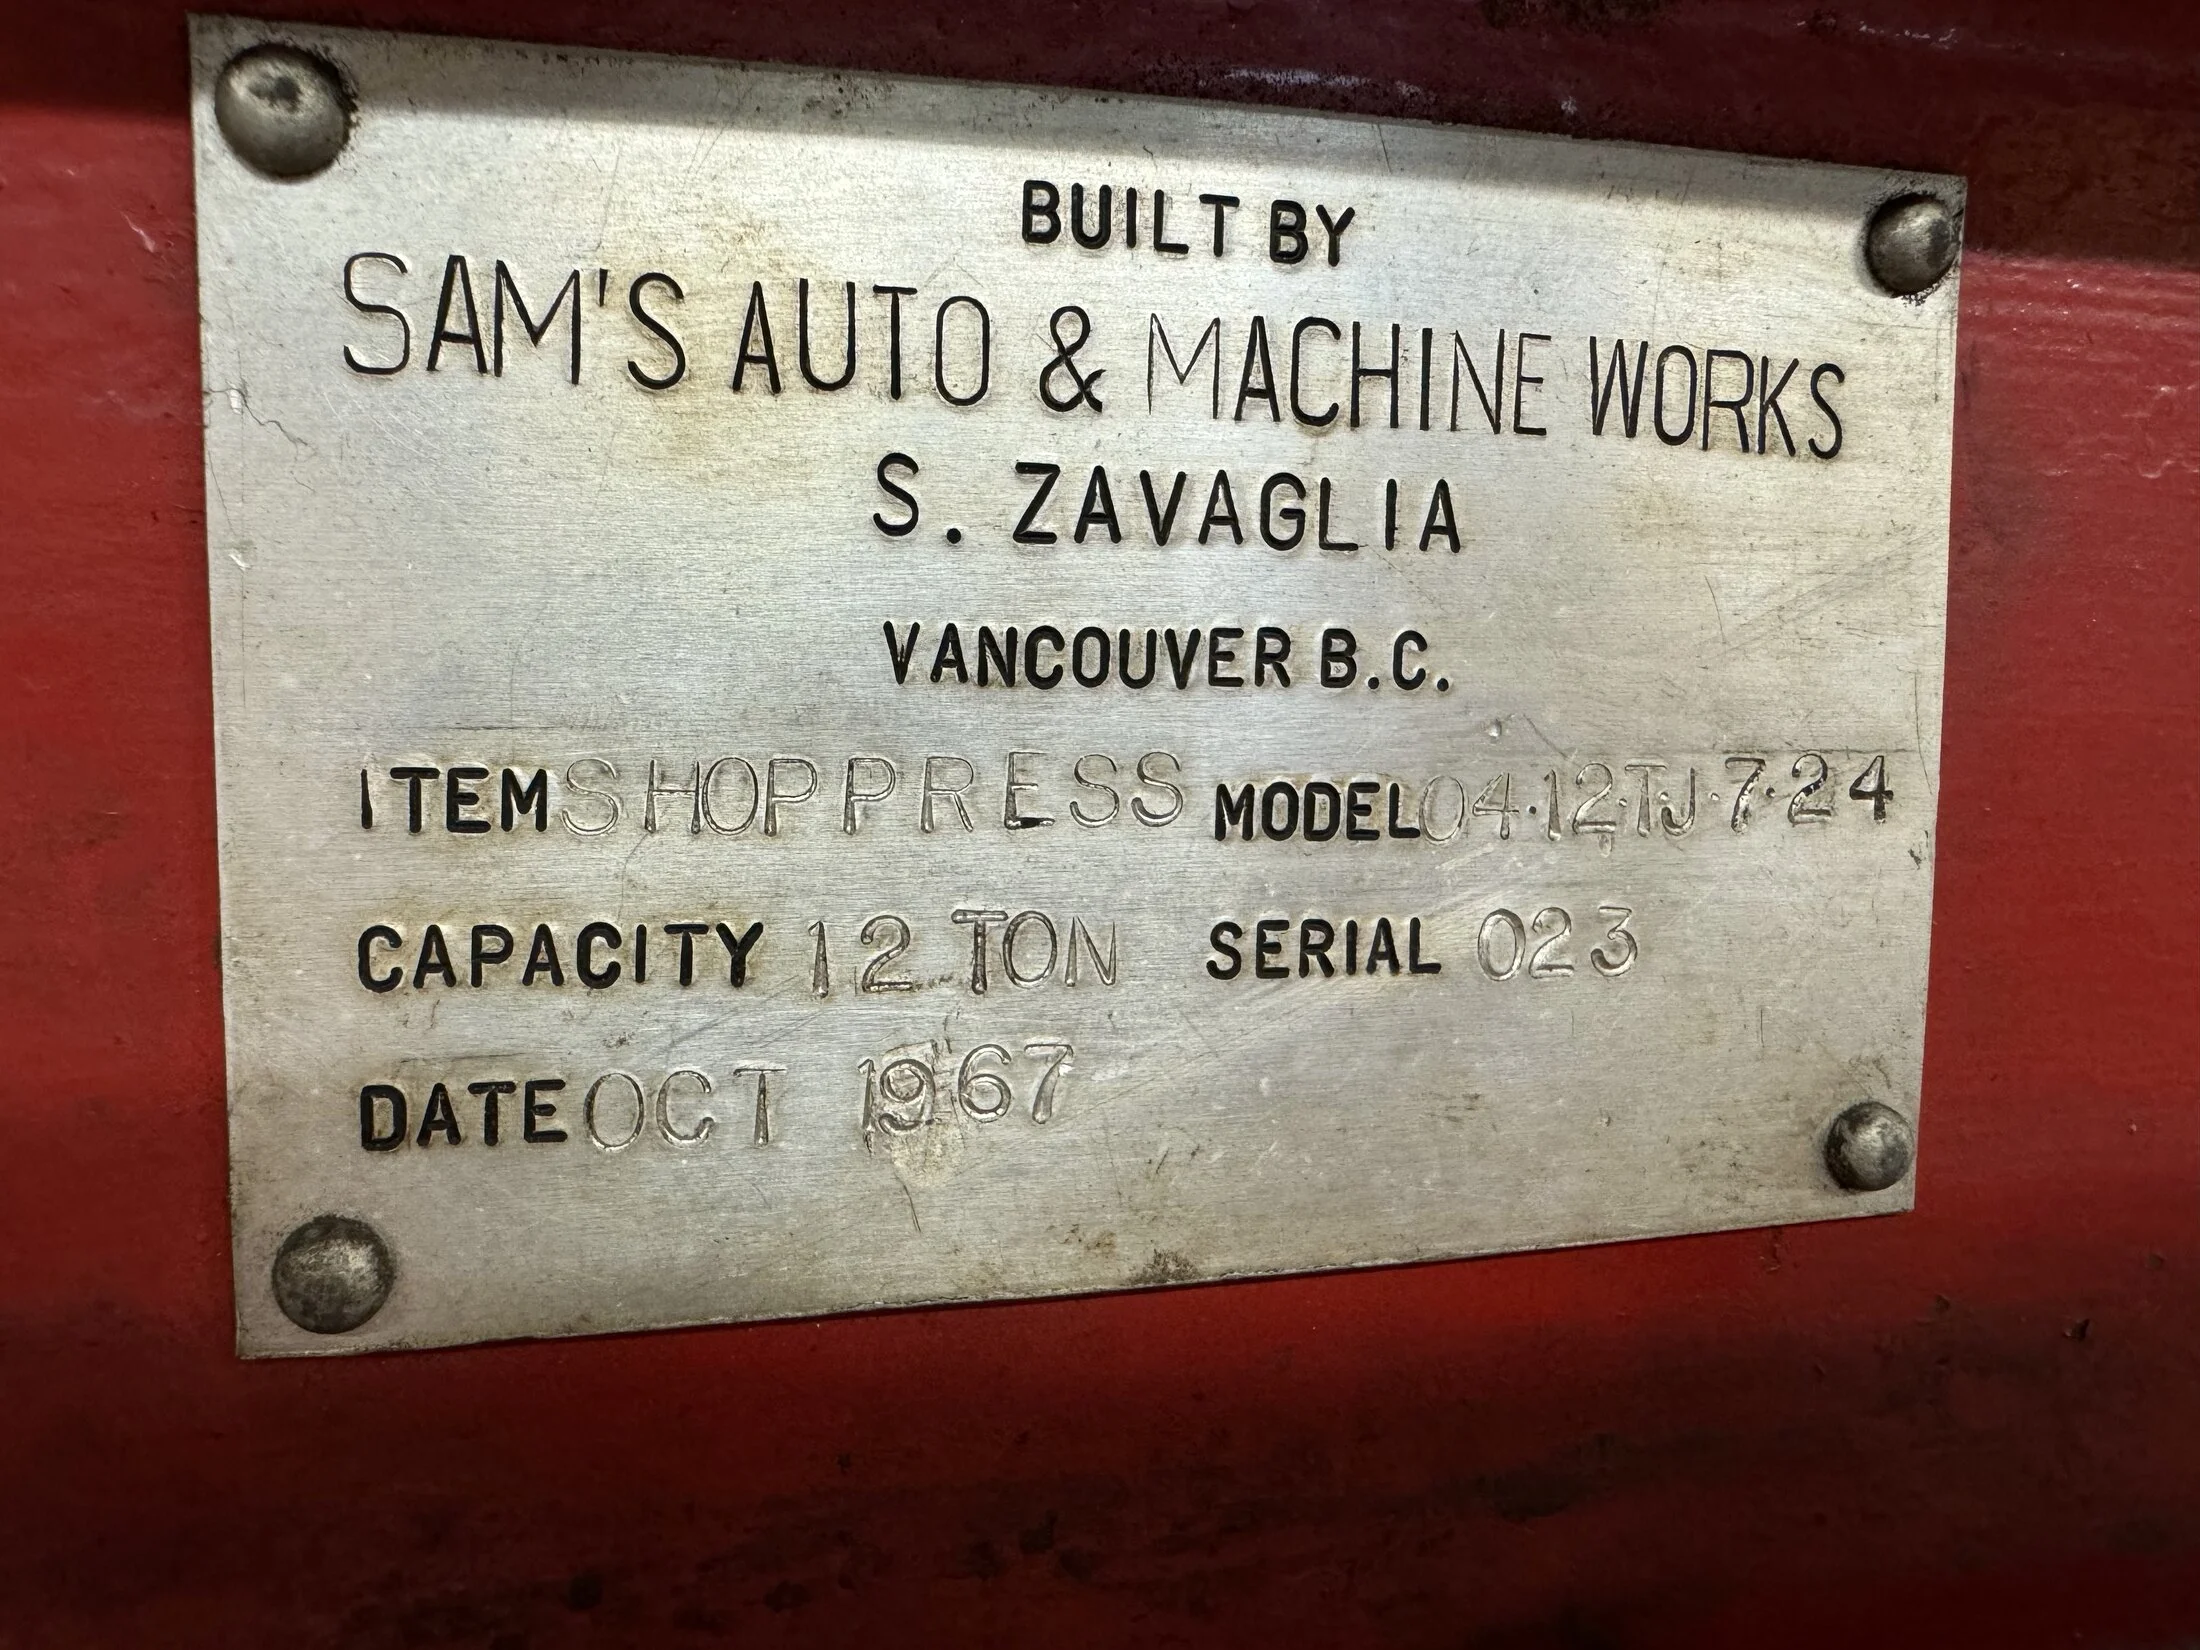 BUILT BY
SAM'S AUTO & MACHINE WORKS
S. ZAVAGLIA
VANCOUVER B.C.
ITEM SHOP PRESS MODEL 04·12·TJ·7·24
CAPACITY 12 TON SERIAL 023
DATE OCT 1967